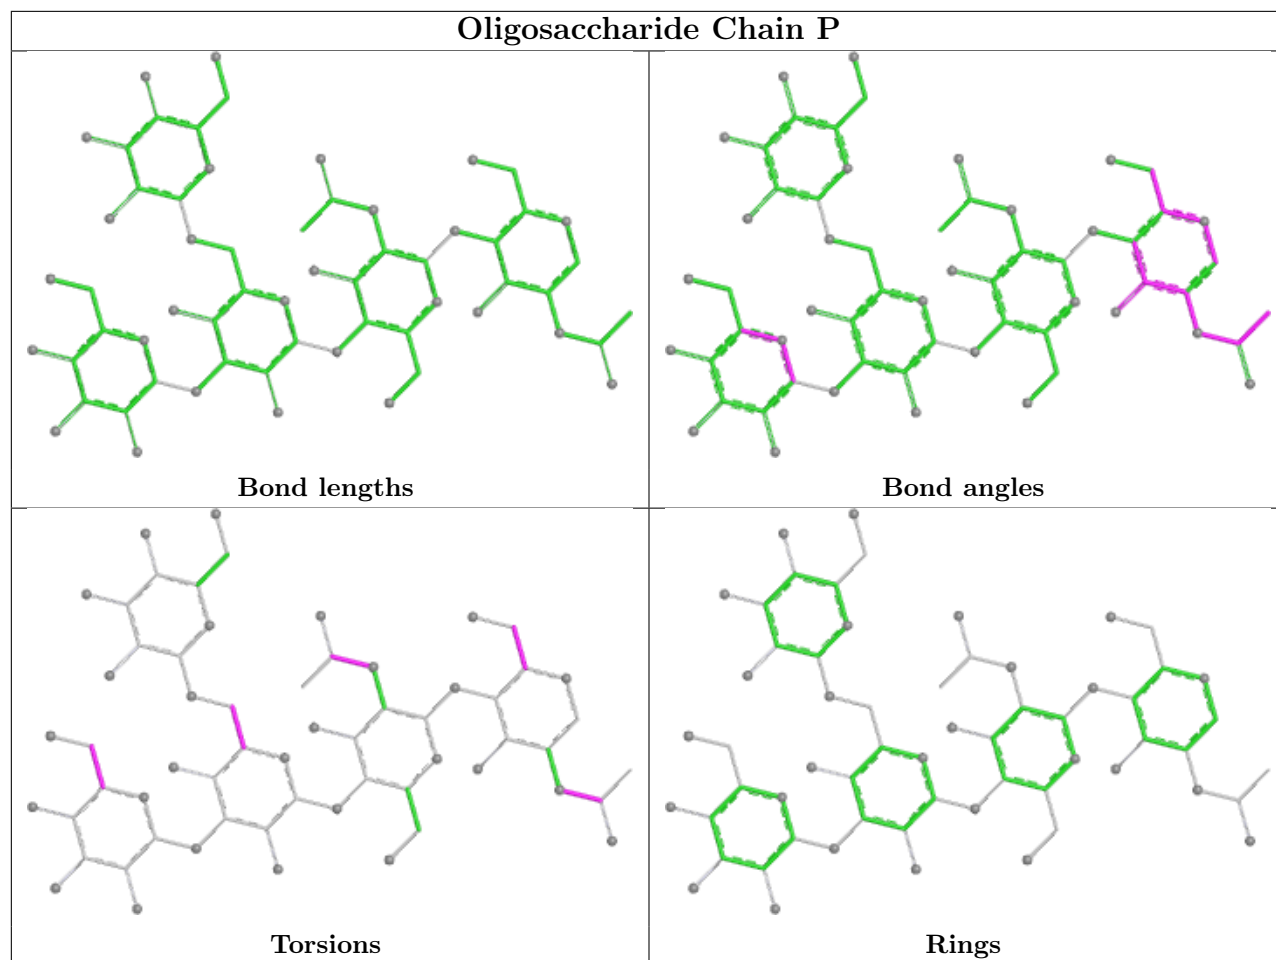 Oligosaccharide Chain P
Bond lengths
Bond angles
Torsions
Rings